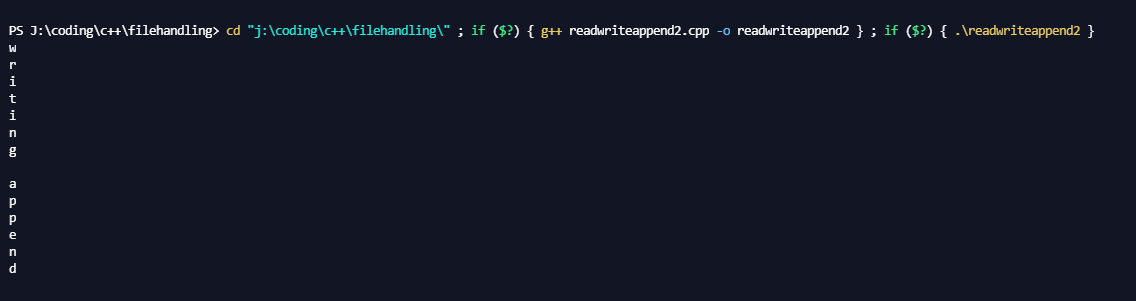 PS J:\coding\c++\filehandling> cd "j:\coding\c++\filehandling\" ; if ($?) { g++ readwriteappend2.cpp -o readwriteappend2 } ; if ($?) { .\readwriteappend2 }
w
r
i
t
i
n
g

a
p
p
e
n
d